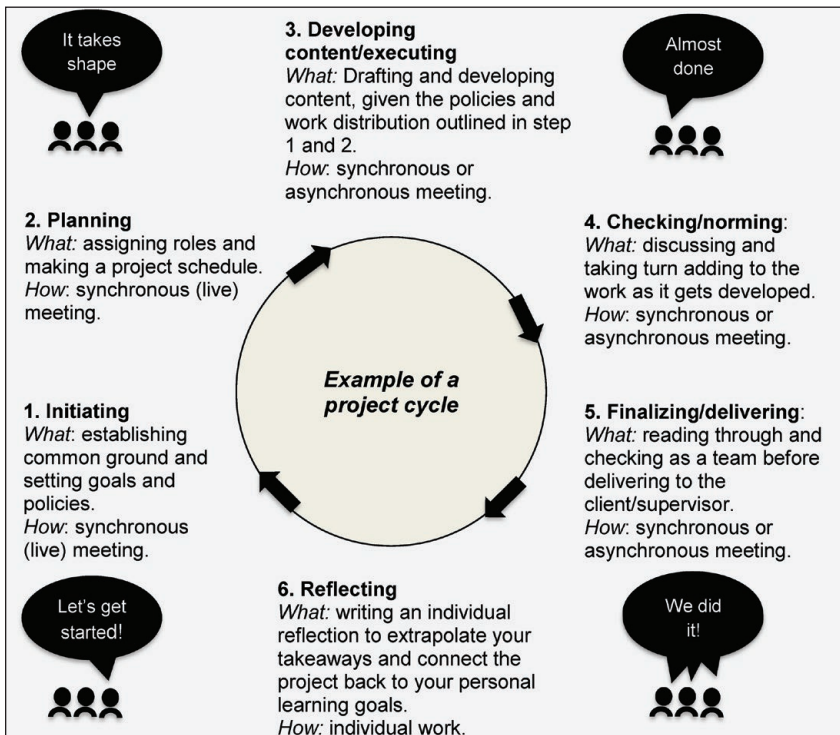 It takes
shape
3. Developing
content/executing
What: Drafting and developing
content, given the policies and
work distribution outlined in step
1 and 2.
How: synchronous or
asynchronous meeting.
Almost
done
2. Planning
What: assigning roles and
making a project schedule.
How: synchronous (live)
meeting.
4. Checking/norming:
What: discussing and
taking turn adding to the
work as it gets developed.
How: synchronous or
asynchronous meeting.
Example of a
project cycle
1. Initiating
What: establishing
common ground and
setting goals and
policies.
How: synchronous
(live) meeting.
5. Finalizing/delivering:
What: reading through and
checking as a team before
delivering to the
client/supervisor.
How: synchronous or
asynchronous meeting.
Let's get
started!
6. Reflecting
What: writing an individual
reflection to extrapolate your
takeaways and connect the
project back to your personal
learning goals.
How: individual work.
We did
it!